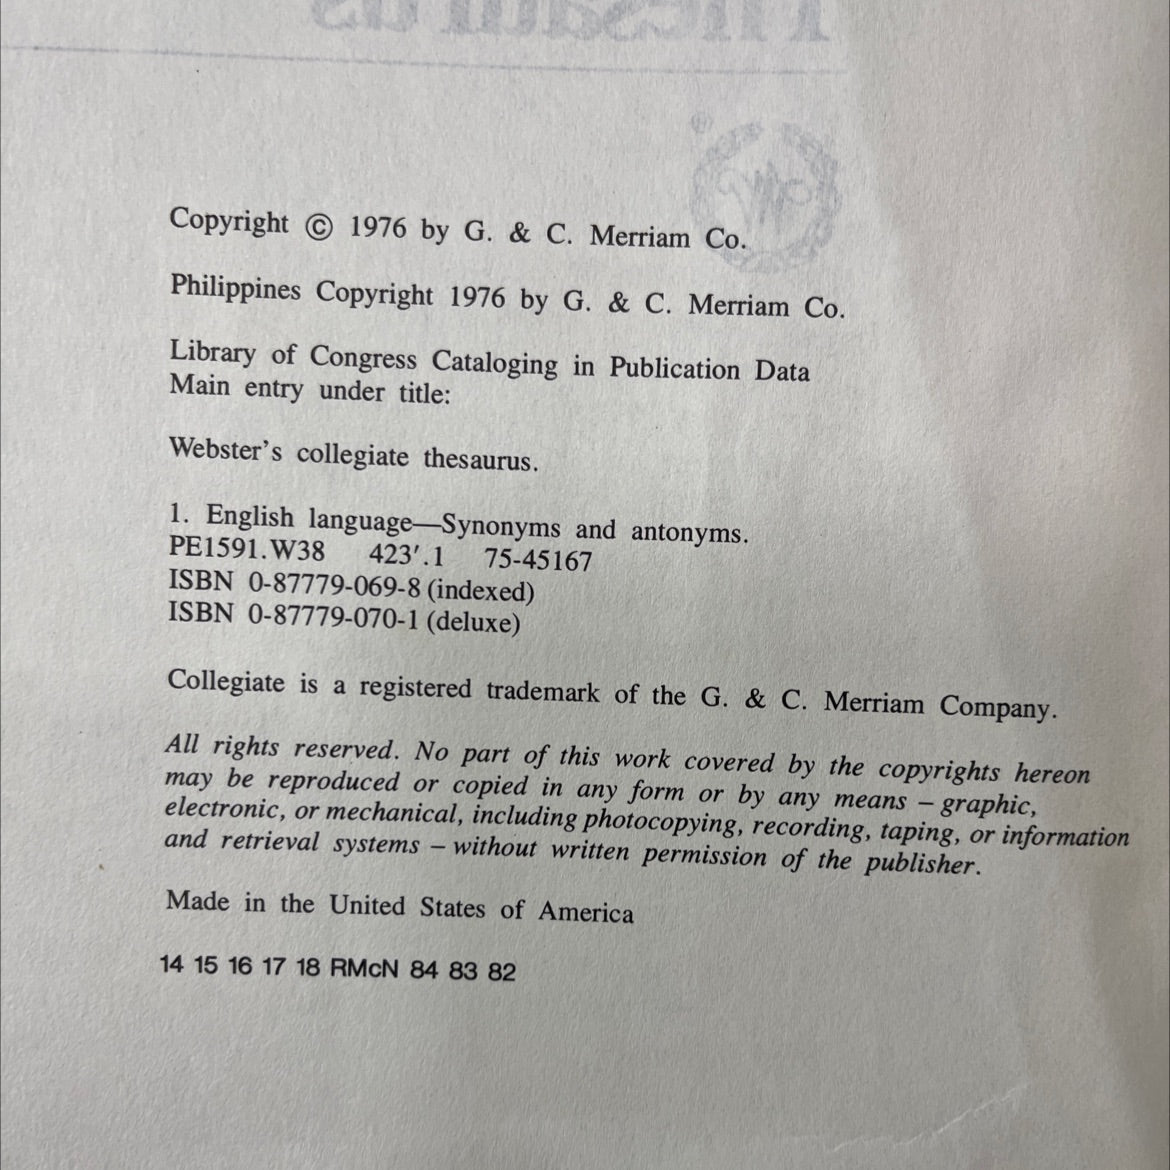 Copyright © 1976 by G. & C. Merriam Co.
Philippines Copyright 1976 by G. & C. Merriam Co.
Library of Congress Cataloging in Publication Data
Main entry under title:
Webster's collegiate thesaurus.
1. English language—Synonyms and antonyms.
PE1591.W38 423′.1 75-45167
ISBN 0-87779-069-8 (indexed)
ISBN 0-87779-070-1 (deluxe)
Collegiate is a registered trademark of the G. & C. Merriam Company.
All rights reserved. No part of this work covered by the copyrights hereon
may be reproduced or copied in any form or by any means – graphic,
electronic, or mechanical, including photocopying, recording, taping, or information
and retrieval systems – without written permission of the publisher.
Made in the United States of America
14 15 16 17 18 RMcN 84 83 82